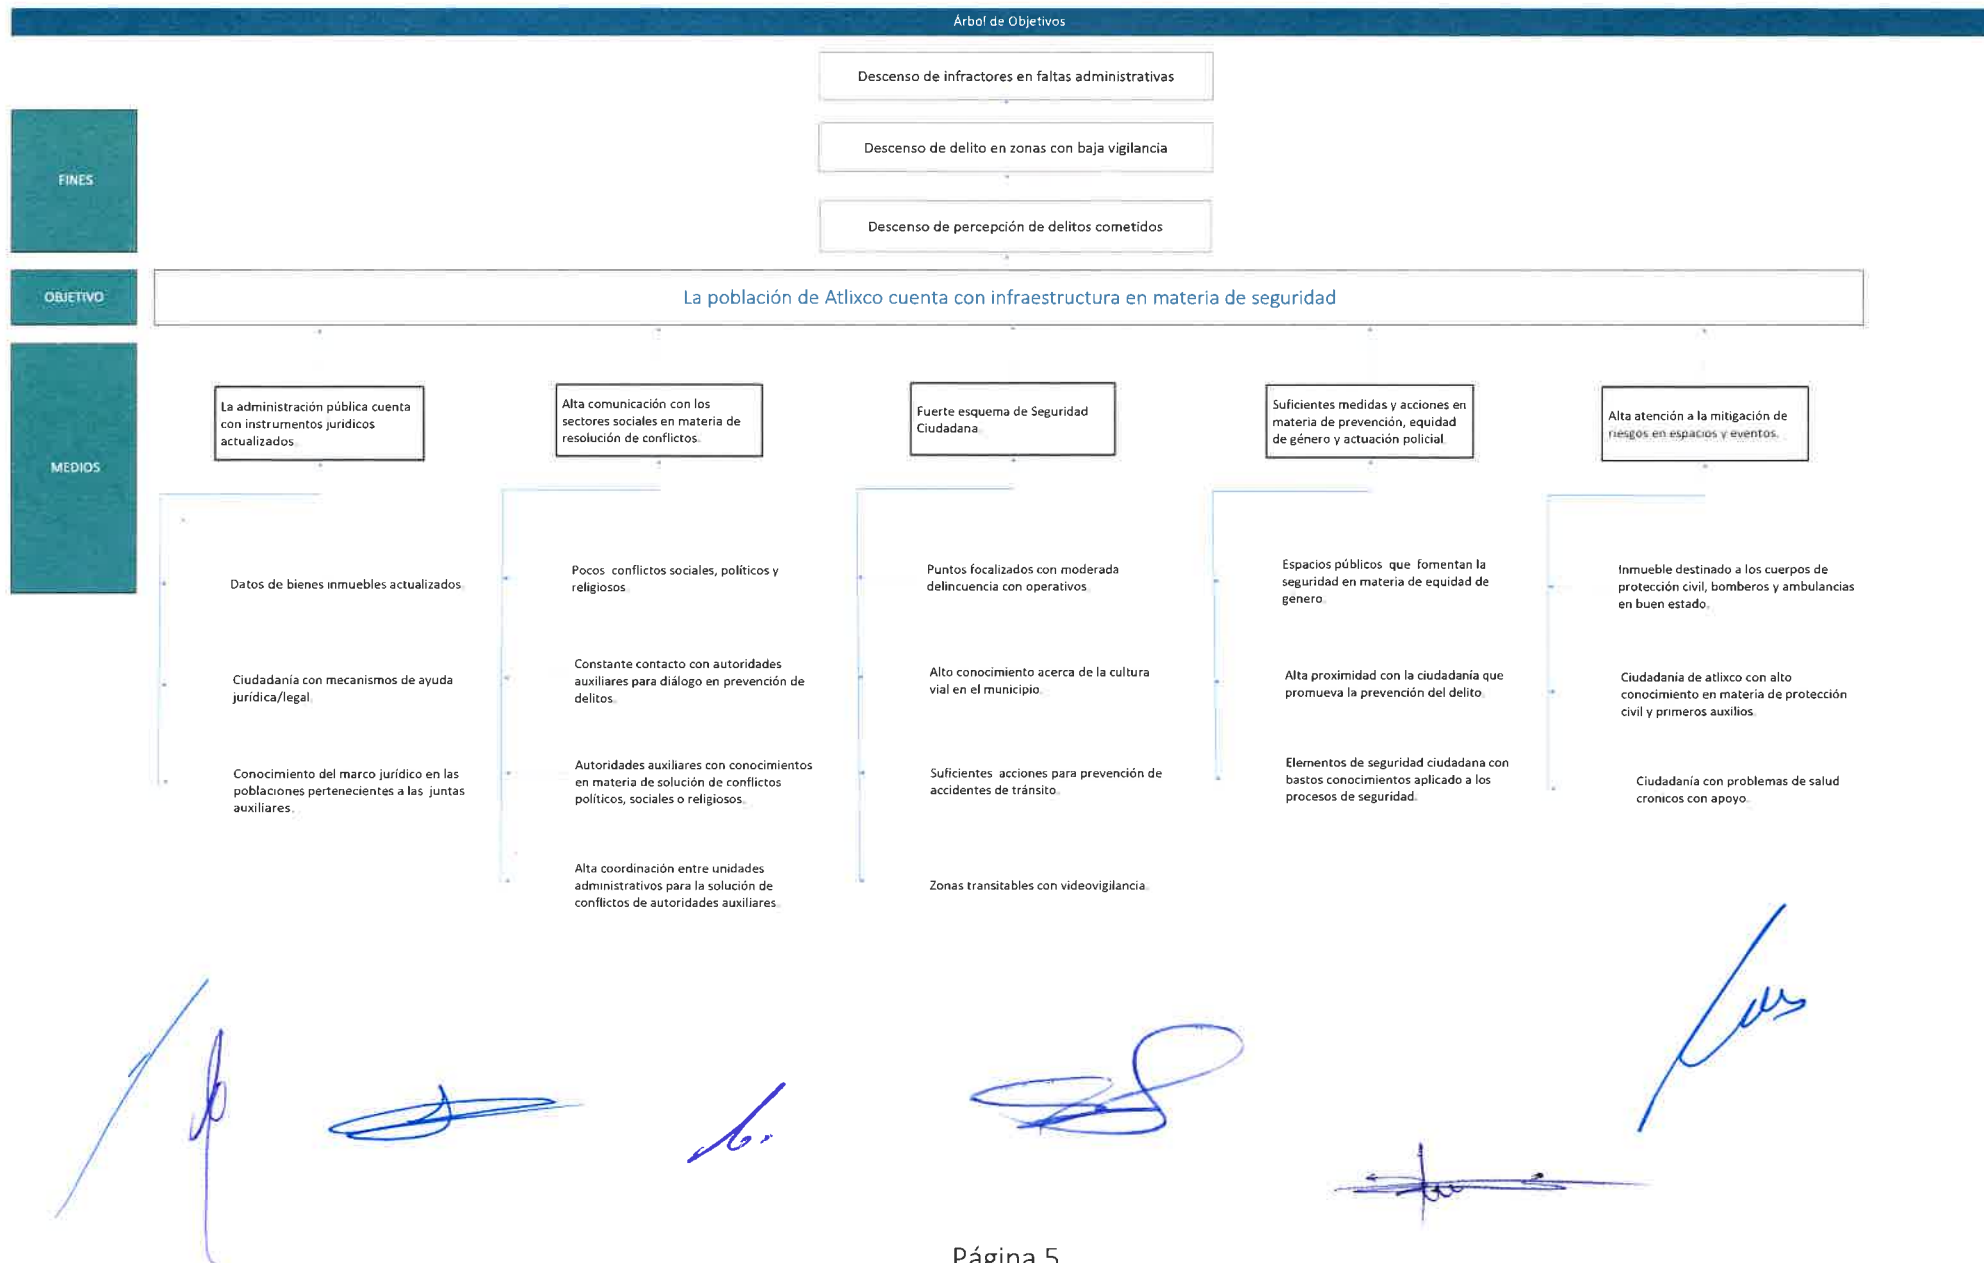 Árbol de Objetivos
Descenso de infractores en faltas administrativas
FINES
Descenso de delito en zonas con baja vigilancia
Descenso de percepción de delitos cometidos
OBJETIVO
La población de Atlixco cuenta con infraestructura en materia de seguridad
MEDIOS
La administración pública cuenta
con instrumentos jurídicos
actualizados.
Alta comunicación con los
sectores sociales en materia de
resolución de conflictos.
Fuerte esquema de Seguridad
Ciudadana.
Suficientes medidas y acciones en
materia de prevención, equidad
de género y actuación policial.
Alta atención a la mitigación de
riesgos en espacios y eventos.
Datos de bienes inmuebles actualizados.
Ciudadanía con mecanismos de ayuda
jurídica/legal.
Conocimiento del marco jurídico en las
poblaciones pertenecientes a las juntas
auxiliares.
Pocos conflictos sociales, políticos y
religiosos.
Constante contacto con autoridades
auxiliares para diálogo en prevención de
delitos.
Autoridades auxiliares con conocimientos
en materia de solución de conflictos
políticos, sociales o religiosos.
Alta coordinación entre unidades
administrativos para la solución de
conflictos de autoridades auxiliares.
Puntos focalizados con moderada
delincuencia con operativos.
Alto conocimiento acerca de la cultura
vial en el municipio.
Suficientes acciones para prevención de
accidentes de tránsito.
Zonas transitables con videovigilancia.
Espacios públicos que fomentan la
seguridad en materia de equidad de
genero.
Alta proximidad con la ciudadanía que
promueva la prevención del delito.
Elementos de seguridad ciudadana con
bastos conocimientos aplicado a los
procesos de seguridad.
Inmueble destinado a los cuerpos de
protección civil, bomberos y ambulancias
en buen estado.
Ciudadanía de atlixco con alto
conocimiento en materia de protección
civil y primeros auxilios.
Ciudadanía con problemas de salud
cronicos con apoyo.
Página 5